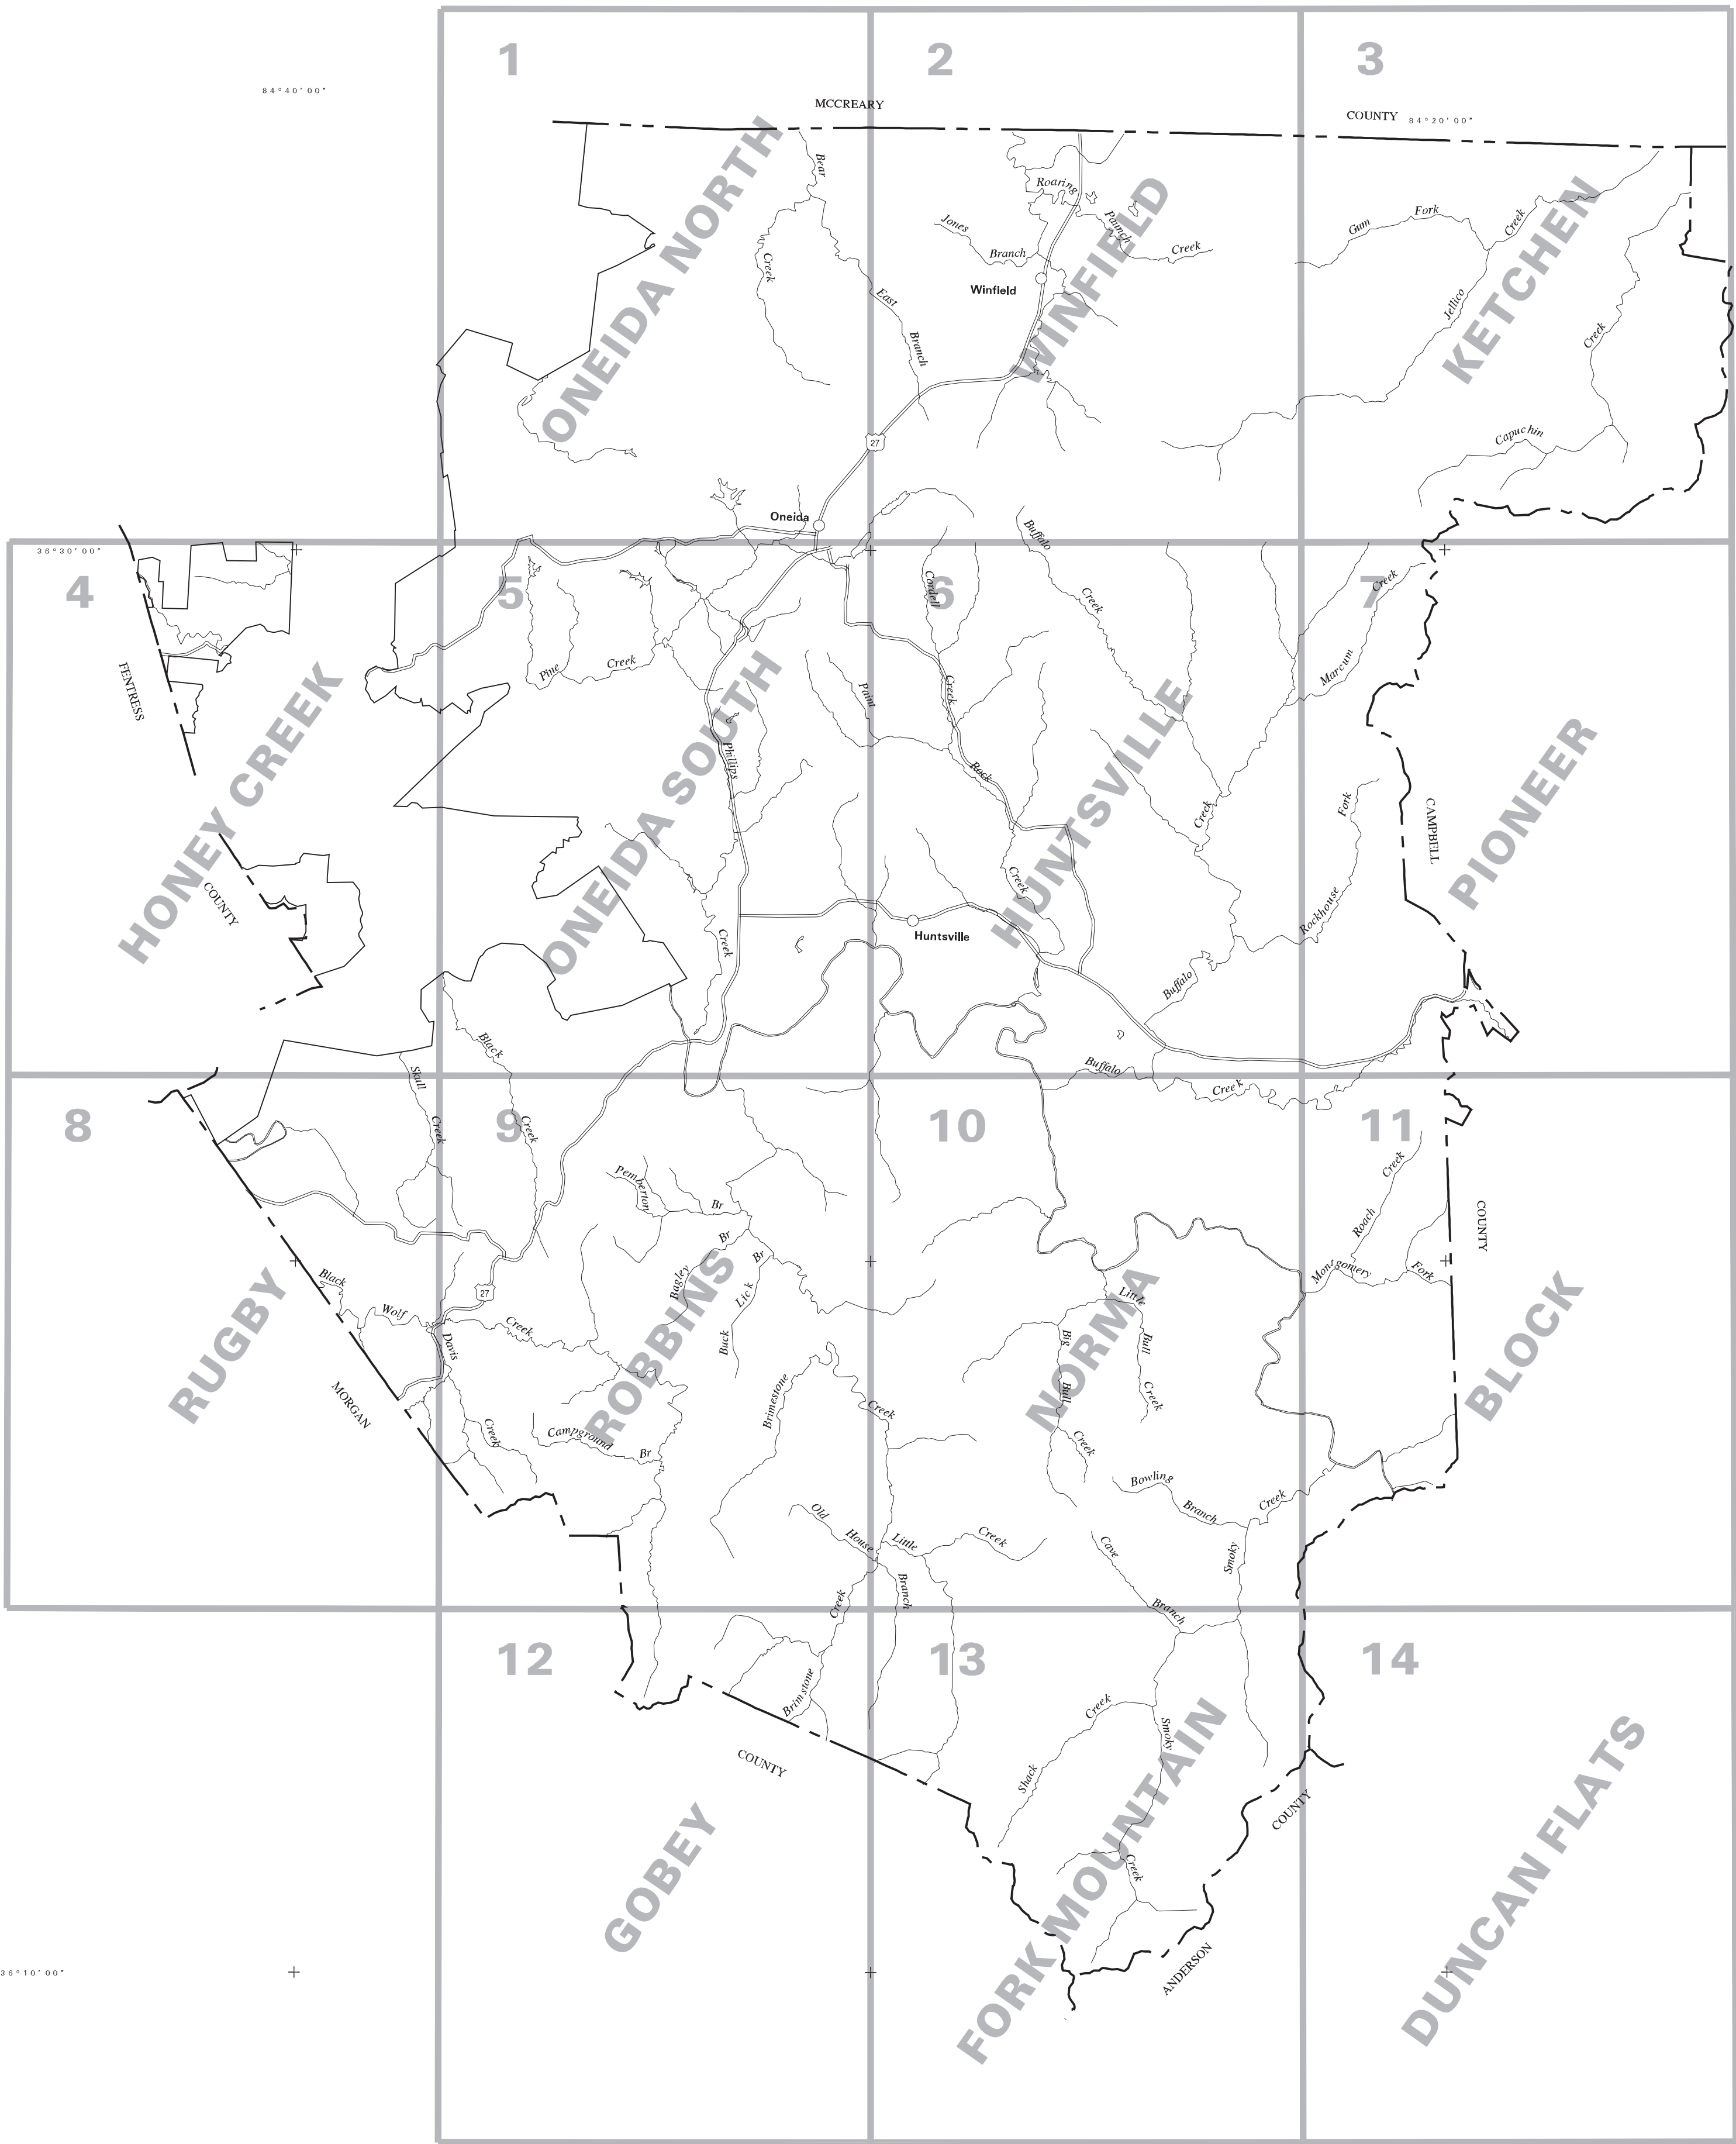 1
2
3
84°40'00"
MCCREARY
COUNTY
84°20'00"
Bear
Creek
East
Branch
ONEIDA NORTH
Roaring
Paunch
Creek
Jones
Branch
Winfield
WINFIELD
Gum
Fork
Creek
Jellico
Creek
Capuchin
KETCHEN
27
Oneida
36°30'00"
4
5
6
7
FENTRESS
COUNTY
HONEY CREEK
Pine
Creek
Phillips
Creek
Black
ONEIDA SOUTH
Paint
Cordell
Creek
Rock
Creek
Buffalo
Creek
Creek
Buffalo
Huntsville
HUNTSVILLE
Creek
Marcum
Fork
Rockhouse
CAMPBELL
PIONEER
Buffalo
Creek
8
9
10
11
Skull
Creek
Creek
Pemberton
Br
Br
Bagley
Br
Lick
Buck
Black
Wolf
27
Creek
Davis
Creek
RUGBY
MORGAN
ROBBINS
Campground
Br
Brimestone
Creek
Little
Bull
Creek
Big
Bull
Creek
NORMA
Roach
Creek
Montgomery
Fork
COUNTY
BLOCK
Bowling
Branch
Creek
Smoky
Old
House
Branch
Little
Creek
Cave
Branch
Creek
Brimstone
12
13
14
COUNTY
GOBEY
Creek
Shack
Smoky
Creek
FORK MOUNTAIN
COUNTY
ANDERSON
DUNCAN FLATS
36°10'00"